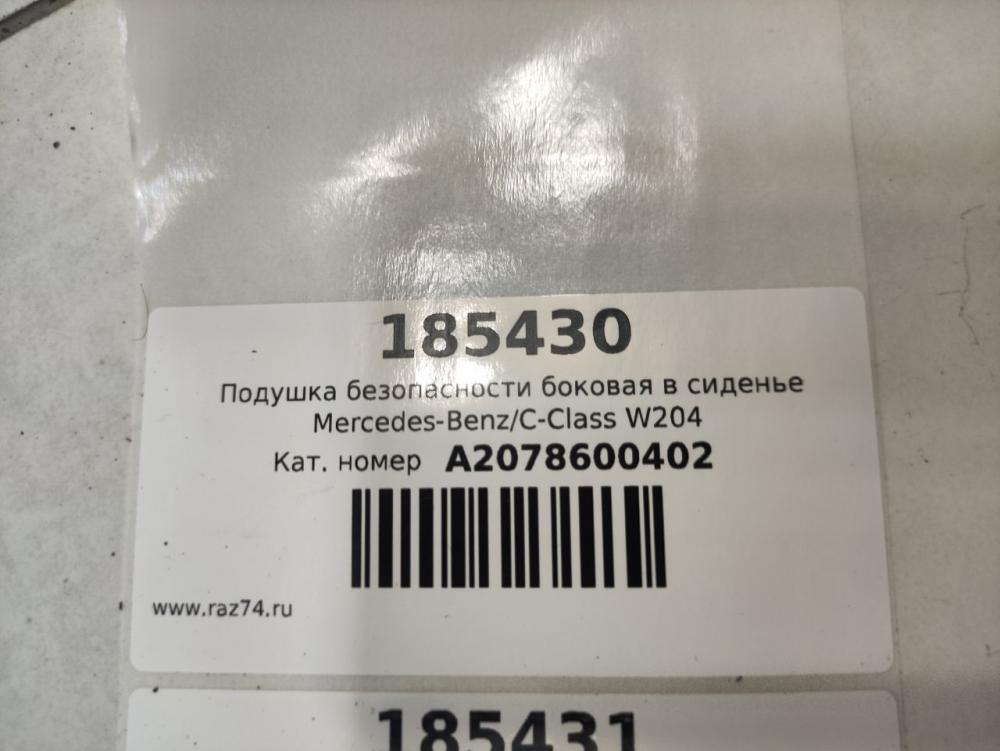 185430
Подушка безопасности боковая в сиденье
Mercedes-Benz/C-Class W204
Кат. номер A2078600402
www.raz74.ru
185431